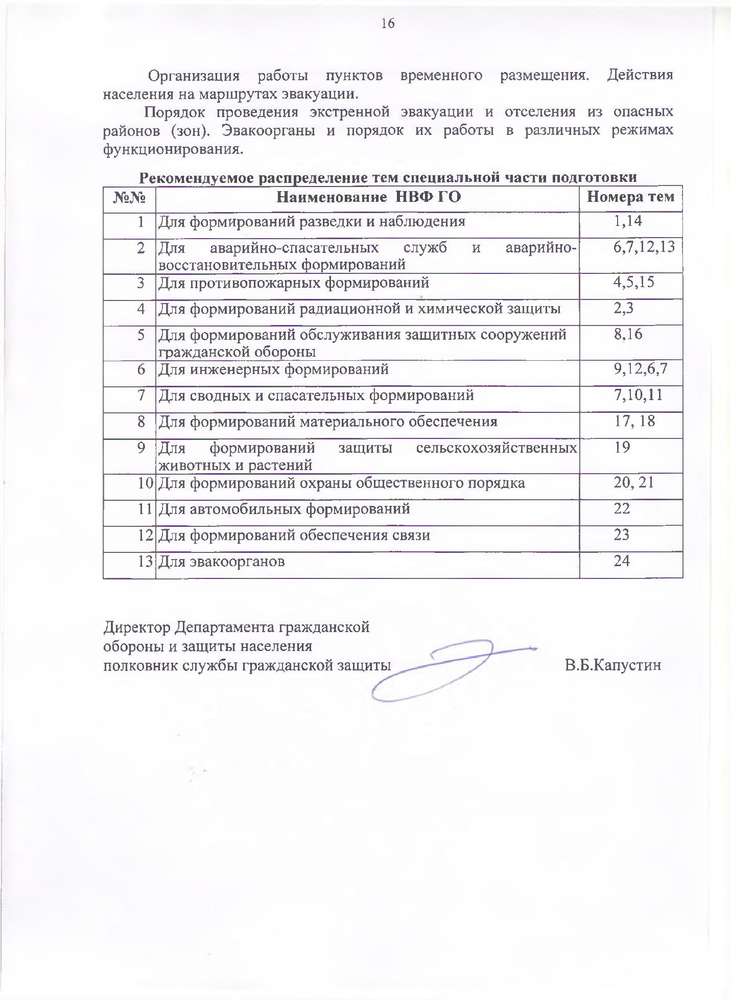 16
Организация работы пунктов временного размещения. Действия
населения на маршрутах эвакуации.
Порядок проведения экстренной эвакуации и отселения из опасных
районов (зон). Эвакоорганы и порядок их работы в различных режимах
функционирования.
Рекомендуемое распределение тем специальной части подготовки
№№ Наименование НВФ ГО Номера тем
1 Для формирований разведки и наблюдения 1,14
2 Для аварийно-спасательных служб и аварийно- 6,7,12,13
восстановительных формирований
3 Для противопожарных формирований 4,5,15
4 Для формирований радиационной и химической защиты 2,3
5 Для формирований обслуживания защитных сооружений 8,16
гражданской обороны
6 Для инженерных формирований 9,12,6,7
7 Для сводных и спасательных формирований 7,10,11
8 Для формирований материального обеспечения 17, 18
9 Для формирований защиты сельскохозяйственных 19
животных и растений
10 Для формирований охраны общественного порядка 20, 21
11 Для автомобильных формирований 22
12 Для формирований обеспечения связи 23
13 Для эвакоорганов 24
Директор Департамента гражданской
обороны и защиты населения
полковник службы гражданской защиты В.Б.Капустин